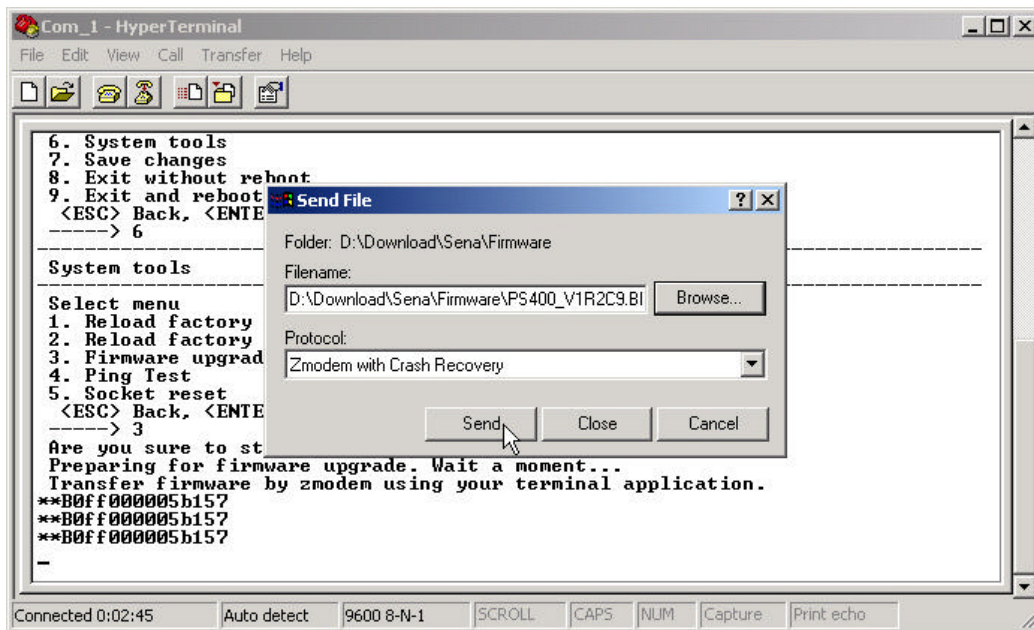 Com_1 - HyperTerminal
File Edit View Call Transfer Help
6. System tools
7. Save changes
8. Exit without reboot
9. Exit and reboot
<ESC> Back, <ENTE
-----> 6
System tools
Select menu
1. Reload factory
2. Reload factory
3. Firmware upgrad
4. Ping Test
5. Socket reset
<ESC> Back, <ENTE
-----> 3
Are you sure to st
Preparing for firmware upgrade. Wait a moment...
Transfer firmware by zmodem using your terminal application.
**B0ff000005b157
**B0ff000005b157
**B0ff000005b157
Send File
Folder: D:\Download\Sena\Firmware
Filename:
D:\Download\Sena\Firmware\PS400_V1R2C9.BI
Browse...
Protocol:
Zmodem with Crash Recovery
Send Close Cancel
Connected 0:02:45 Auto detect 9600 8-N-1 SCROLL CAPS NUM Capture Print echo